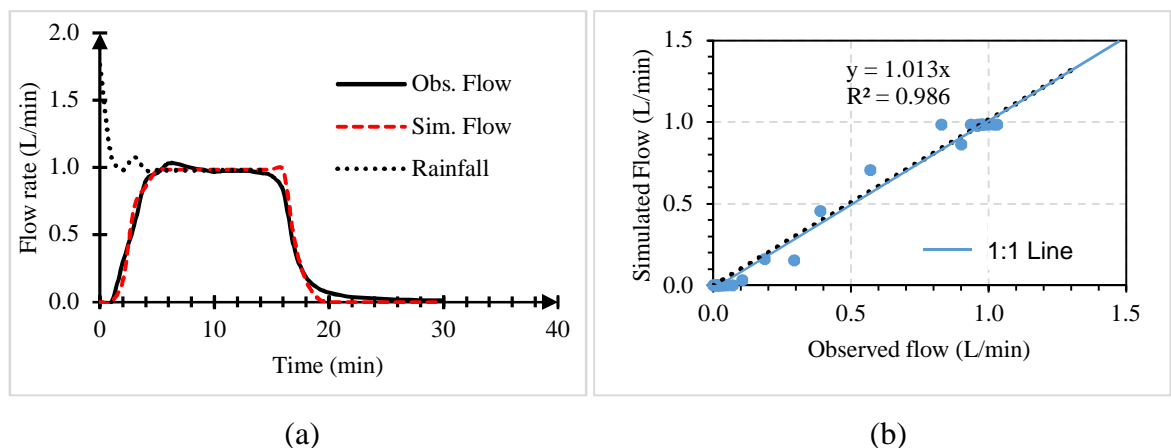 2.0
1.5
1.0
0.5
0.0
Flow rate (L/min)
Obs. Flow
Sim. Flow
Rainfall
0
10
20
30
40
Time (min)
(a)
1.5
1.0
0.5
0.0
Simulated Flow (L/min)
y = 1.013x
R² = 0.986
1:1 Line
0.0
0.5
1.0
1.5
Observed flow (L/min)
(b)